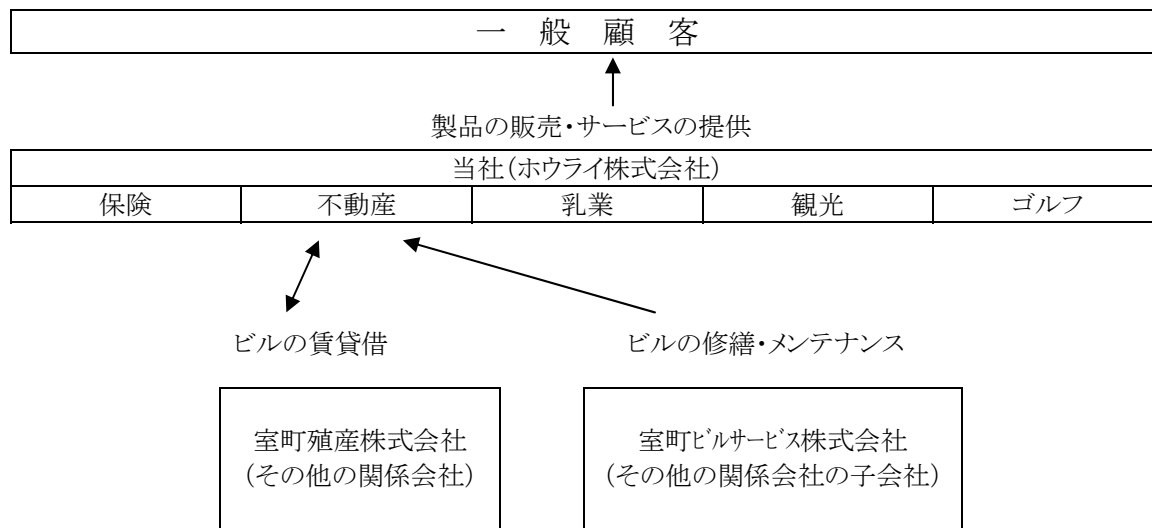 一 般 顧 客
製品の販売・サービスの提供
当社(ホウライ株式会社)
保険 不動産 乳業 観光 ゴルフ
ビルの賃貸借 ビルの修繕・メンテナンス
室町殖産株式会社 室町ﾋﾞﾙｻｰﾋﾞｽ株式会社
(その他の関係会社) (その他の関係会社の子会社)